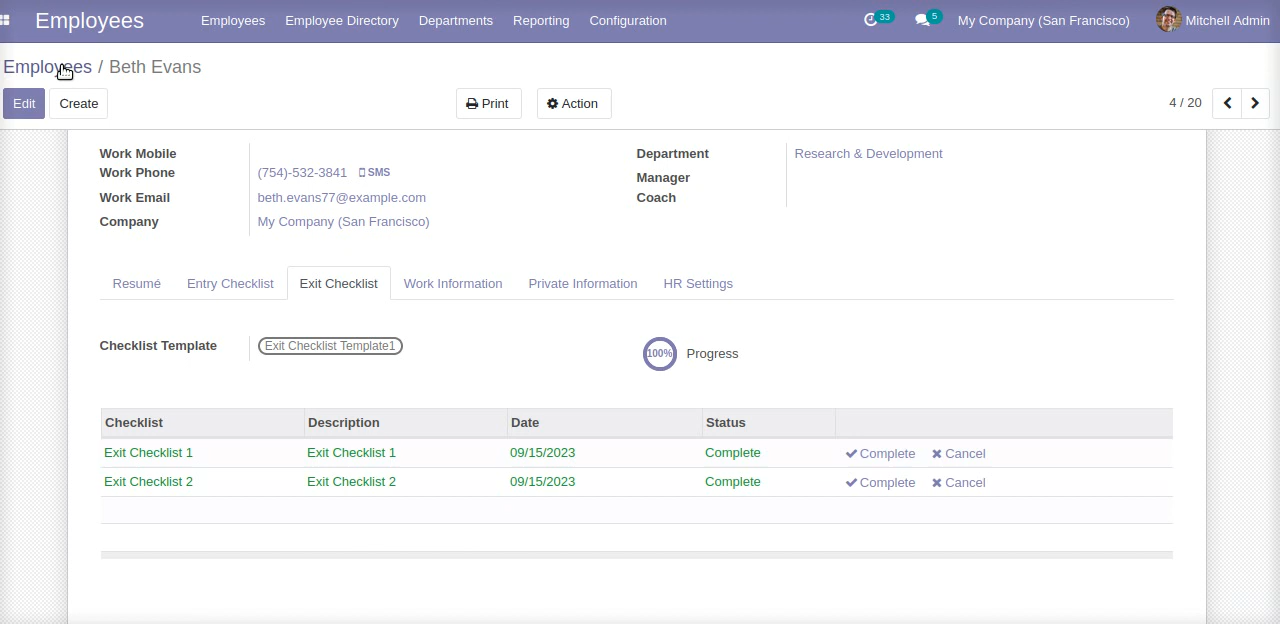 Employees Employees Employee Directory Departments Reporting Configuration 33 5 My Company (San Francisco) Mitchell Admin
Employees / Beth Evans
Edit Create Print Action 4 / 20
Work Mobile Department Research & Development
Work Phone (754)-532-3841 SMS Manager
Work Email beth.evans77@example.com Coach
Company My Company (San Francisco)
Resumé Entry Checklist Exit Checklist Work Information Private Information HR Settings
Checklist Template Exit Checklist Template1 100% Progress
Checklist Description Date Status
Exit Checklist 1 Exit Checklist 1 09/15/2023 Complete Complete Cancel
Exit Checklist 2 Exit Checklist 2 09/15/2023 Complete Complete Cancel